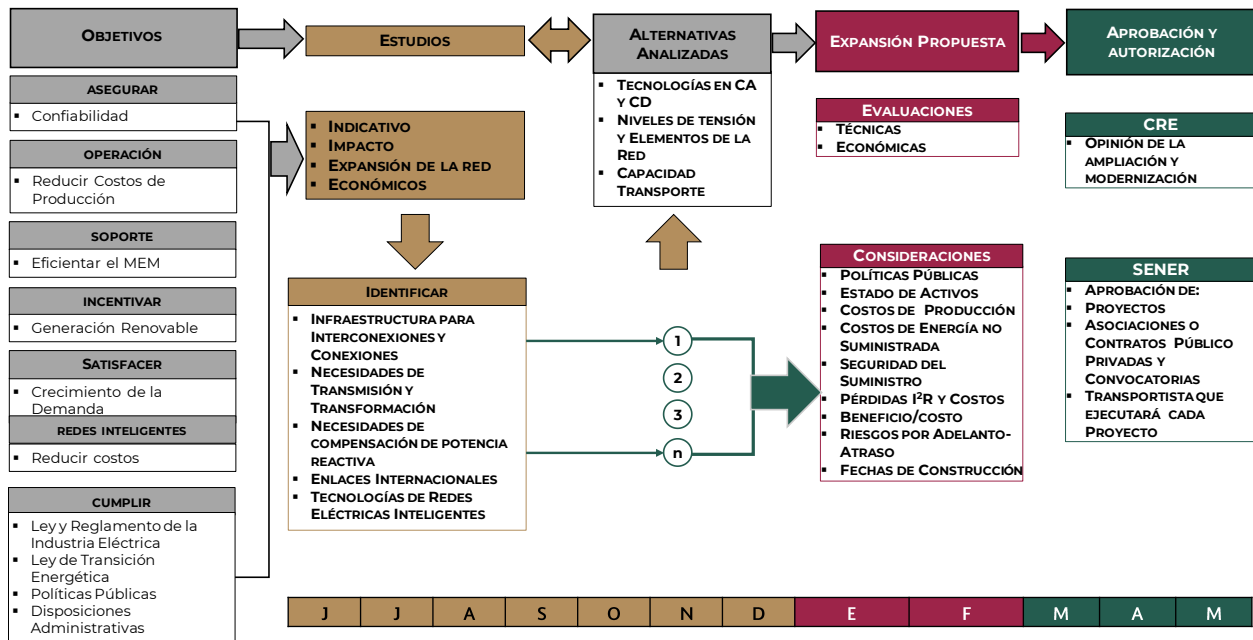 OBJETIVOS
ASEGURAR
▪ Confiabilidad
OPERACIÓN
▪ Reducir Costos de
Producción
SOPORTE
▪ Eficientar el MEM
INCENTIVAR
▪ Generación Renovable
SATISFACER
▪ Crecimiento de la
Demanda
REDES INTELIGENTES
▪ Reducir costos
CUMPLIR
▪ Ley y Reglamento de la
Industria Eléctrica
▪ Ley de Transición
Energética
▪ Políticas Públicas
▪ Disposiciones
Administrativas
ESTUDIOS
▪ INDICATIVO
▪ IMPACTO
▪ EXPANSIÓN DE LA RED
▪ ECONÓMICOS
IDENTIFICAR
▪ INFRAESTRUCTURA PARA
INTERCONEXIONES Y
CONEXIONES
▪ NECESIDADES DE
TRANSMISIÓN Y
TRANSFORMACIÓN
▪ NECESIDADES DE
COMPENSACIÓN DE POTENCIA
REACTIVA
▪ ENLACES INTERNACIONALES
▪ TECNOLOGÍAS DE REDES
ELÉCTRICAS INTELIGENTES
ALTERNATIVAS
ANALIZADAS
▪ TECNOLOGÍAS EN CA
Y CD
▪ NIVELES DE TENSIÓN
Y ELEMENTOS DE LA
RED
▪ CAPACIDAD
TRANSPORTE
1
2
3
n
EXPANSIÓN PROPUESTA
EVALUACIONES
▪ TÉCNICAS
▪ ECONÓMICAS
CONSIDERACIONES
▪ POLÍTICAS PÚBLICAS
▪ ESTADO DE ACTIVOS
▪ COSTOS DE PRODUCCIÓN
▪ COSTOS DE ENERGÍA NO
SUMINISTRADA
▪ SEGURIDAD DEL
SUMINISTRO
▪ PÉRDIDAS I²R Y COSTOS
▪ BENEFICIO/COSTO
▪ RIESGOS POR ADELANTO-
ATRASO
▪ FECHAS DE CONSTRUCCIÓN
APROBACIÓN Y
AUTORIZACIÓN
CRE
▪ OPINIÓN DE LA
AMPLIACIÓN Y
MODERNIZACIÓN
SENER
▪ APROBACIÓN DE:
▪ PROYECTOS
▪ ASOCIACIONES O
CONTRATOS PÚBLICO
PRIVADAS Y
CONVOCATORIAS
▪ TRANSPORTISTA QUE
EJECUTARÁ CADA
PROYECTO
J J A S O N D E F M A M